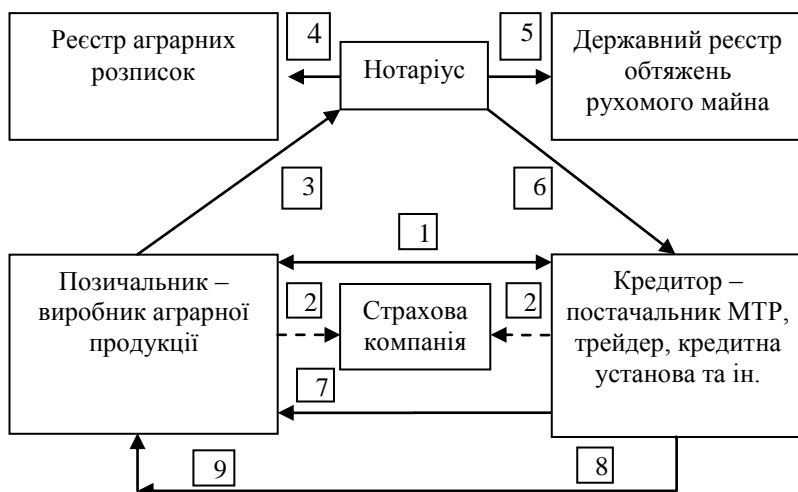 Реєстр аграрних
розписок
4
Нотаріус
5
Державний реєстр
обтяжень
рухомого майна
3
6
1
Позичальник –
виробник аграрної
продукції
2
Страхова
компанія
2
Кредитор –
постачальник МТР,
трейдер, кредитна
установа та ін.
7
9
8